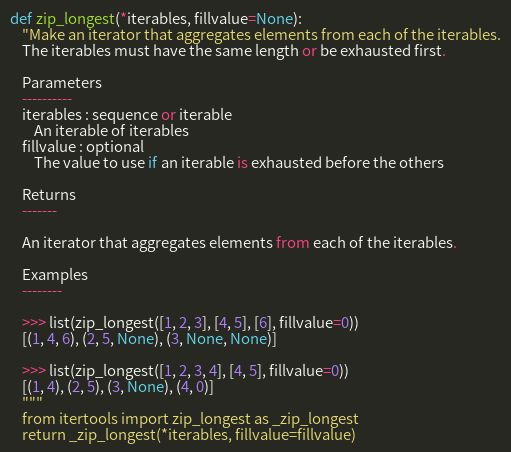 def zip_longest(*iterables, fillvalue=None):
"Make an iterator that aggregates elements from each of the iterables.
The iterables must have the same length or be exhausted first.
Parameters
----------
iterables : sequence or iterable
An iterable of iterables
fillvalue : optional
The value to use if an iterable is exhausted before the others
Returns
-------
An iterator that aggregates elements from each of the iterables.
Examples
--------
>>> list(zip_longest([1, 2, 3], [4, 5], [6], fillvalue=0))
[(1, 4, 6), (2, 5, None), (3, None, None)]
>>> list(zip_longest([1, 2, 3, 4], [4, 5], fillvalue=0))
[(1, 4), (2, 5), (3, None), (4, 0)]
"""
from itertools import zip_longest as _zip_longest
return _zip_longest(*iterables, fillvalue=fillvalue)